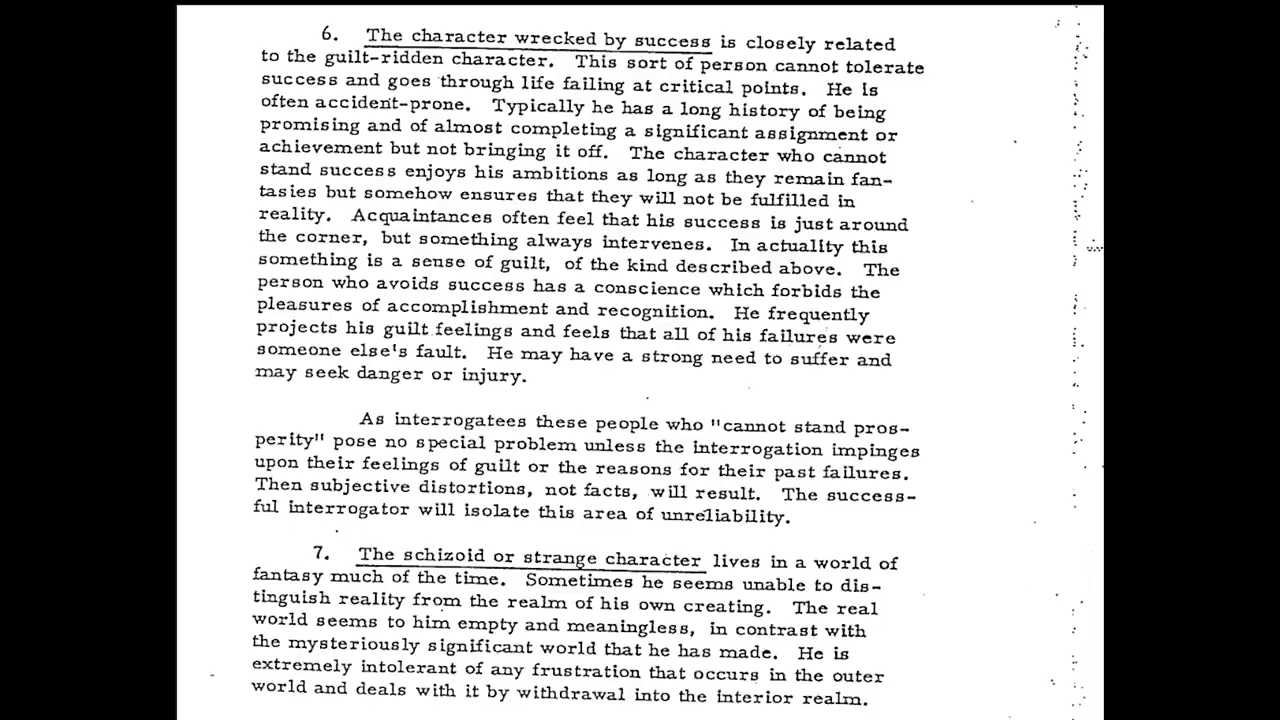 6. The character wrecked by success is closely related
to the guilt-ridden character. This sort of person cannot tolerate
success and goes through life failing at critical points. He is
often accident-prone. Typically he has a long history of being
promising and of almost completing a significant assignment or
achievement but not bringing it off. The character who cannot
stand success enjoys his ambitions as long as they remain fan-
tasies but somehow ensures that they will not be fulfilled in
reality. Acquaintances often feel that his success is just around
the corner, but something always intervenes. In actuality this
something is a sense of guilt, of the kind described above. The
person who avoids success has a conscience which forbids the
pleasures of accomplishment and recognition. He frequently
projects his guilt feelings and feels that all of his failures were
someone else's fault. He may have a strong need to suffer and
may seek danger or injury.
As interrogatees these people who "cannot stand pros-
perity" pose no special problem unless the interrogation impinges
upon their feelings of guilt or the reasons for their past failures.
Then subjective distortions, not facts, will result. The success-
ful interrogator will isolate this area of unreliability.
7. The schizoid or strange character lives in a world of
fantasy much of the time. Sometimes he seems unable to dis-
tinguish reality from the realm of his own creating. The real
world seems to him empty and meaningless, in contrast with
the mysteriously significant world that he has made. He is
extremely intolerant of any frustration that occurs in the outer
world and deals with it by withdrawal into the interior realm.